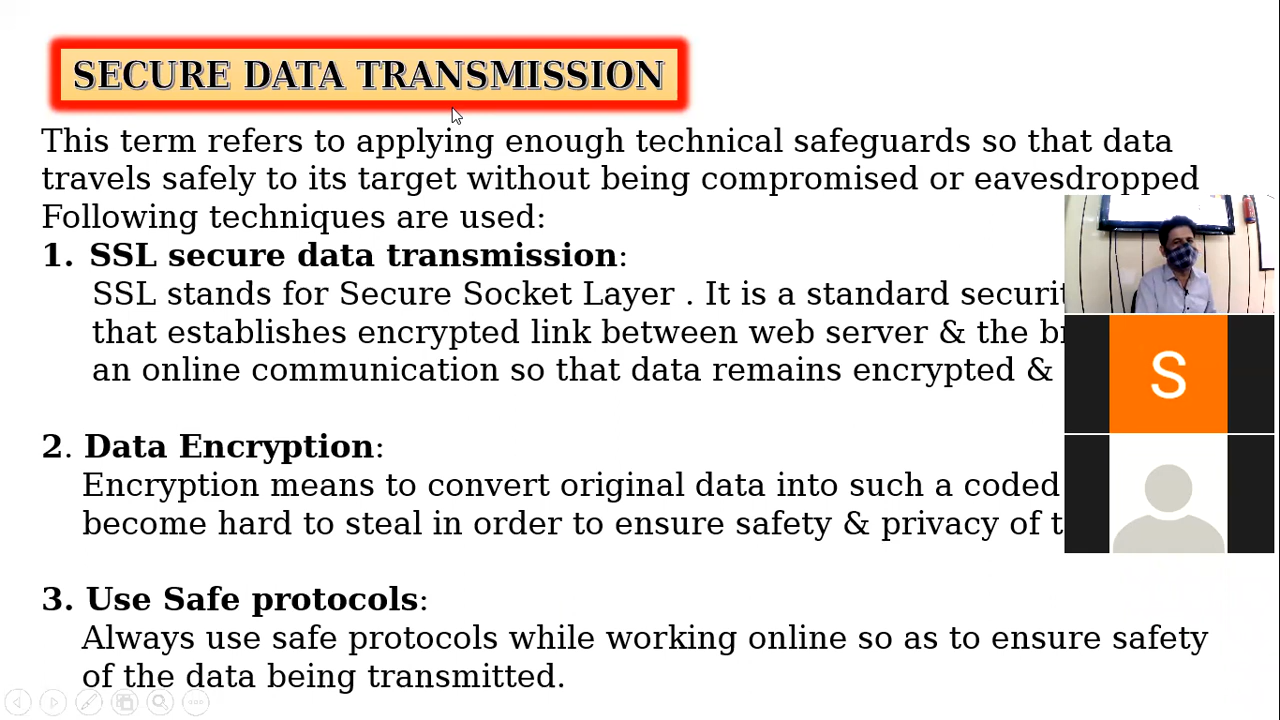 SECURE DATA TRANSMISSION
This term refers to applying enough technical safeguards so that data
travels safely to its target without being compromised or eavesdropped
Following techniques are used:
1. SSL secure data transmission:
SSL stands for Secure Socket Layer . It is a standard
that establishes encrypted link between web server & the
an online communication so that data remains encrypted &
S
2. Data Encryption:
Encryption means to convert original data into such a coded
become hard to steal in order to ensure safety & privacy of
3. Use Safe protocols:
Always use safe protocols while working online so as to ensure safety
of the data being transmitted.